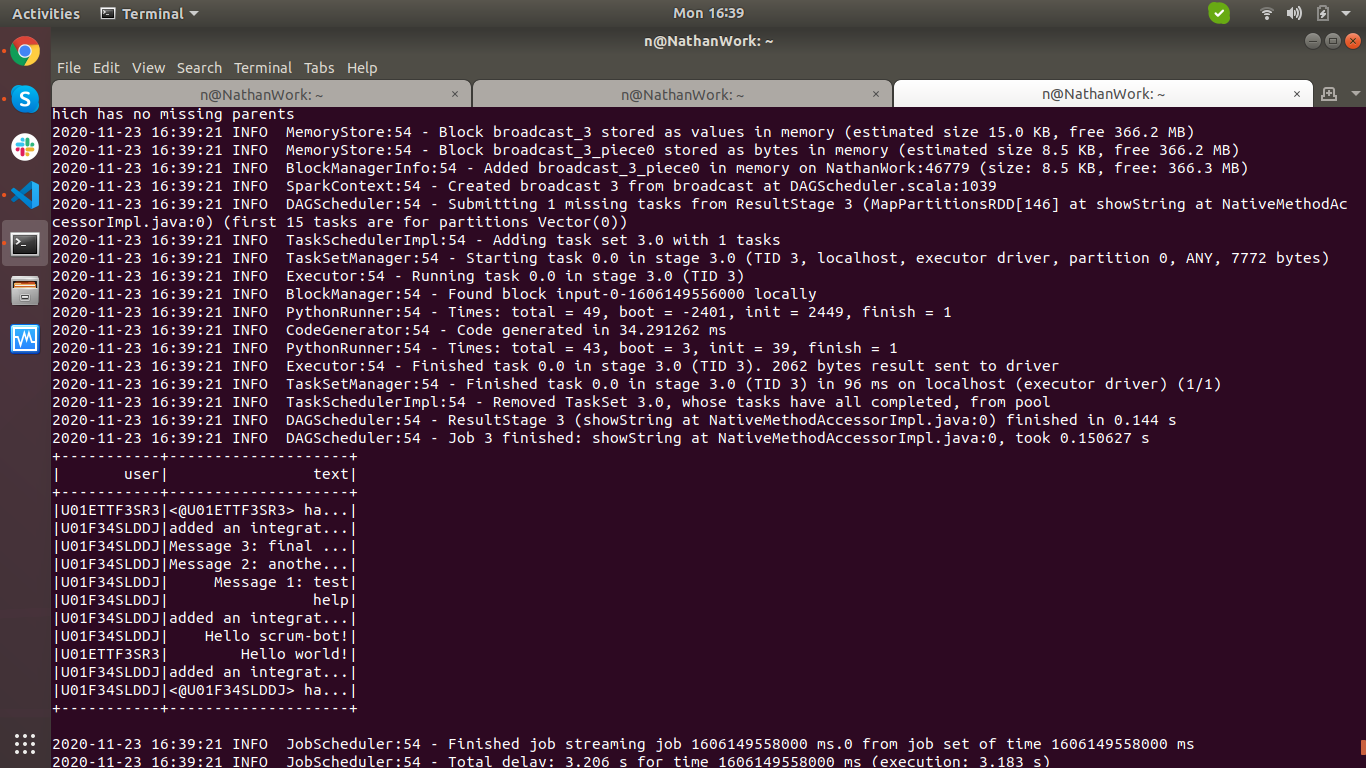 Activities Terminal Mon 16:39
n@NathanWork: ~
File Edit View Search Terminal Tabs Help
n@NathanWork: ~ × n@NathanWork: ~ × n@NathanWork: ~ ×
hich has no missing parents
2020-11-23 16:39:21 INFO  MemoryStore:54 - Block broadcast_3 stored as values in memory (estimated size 15.0 KB, free 366.2 MB)
2020-11-23 16:39:21 INFO  MemoryStore:54 - Block broadcast_3_piece0 stored as bytes in memory (estimated size 8.5 KB, free 366.2 MB)
2020-11-23 16:39:21 INFO  BlockManagerInfo:54 - Added broadcast_3_piece0 in memory on NathanWork:46779 (size: 8.5 KB, free: 366.3 MB)
2020-11-23 16:39:21 INFO  SparkContext:54 - Created broadcast 3 from broadcast at DAGScheduler.scala:1039
2020-11-23 16:39:21 INFO  DAGScheduler:54 - Submitting 1 missing tasks from ResultStage 3 (MapPartitionsRDD[146] at showString at NativeMethodAc
cessorImpl.java:0) (first 15 tasks are for partitions Vector(0))
2020-11-23 16:39:21 INFO  TaskSchedulerImpl:54 - Adding task set 3.0 with 1 tasks
2020-11-23 16:39:21 INFO  TaskSetManager:54 - Starting task 0.0 in stage 3.0 (TID 3, localhost, executor driver, partition 0, ANY, 7772 bytes)
2020-11-23 16:39:21 INFO  Executor:54 - Running task 0.0 in stage 3.0 (TID 3)
2020-11-23 16:39:21 INFO  BlockManager:54 - Found block input-0-1606149556000 locally
2020-11-23 16:39:21 INFO  PythonRunner:54 - Times: total = 49, boot = -2401, init = 2449, finish = 1
2020-11-23 16:39:21 INFO  CodeGenerator:54 - Code generated in 34.291262 ms
2020-11-23 16:39:21 INFO  PythonRunner:54 - Times: total = 43, boot = 3, init = 39, finish = 1
2020-11-23 16:39:21 INFO  Executor:54 - Finished task 0.0 in stage 3.0 (TID 3). 2062 bytes result sent to driver
2020-11-23 16:39:21 INFO  TaskSetManager:54 - Finished task 0.0 in stage 3.0 (TID 3) in 96 ms on localhost (executor driver) (1/1)
2020-11-23 16:39:21 INFO  TaskSchedulerImpl:54 - Removed TaskSet 3.0, whose tasks have all completed, from pool
2020-11-23 16:39:21 INFO  DAGScheduler:54 - ResultStage 3 (showString at NativeMethodAccessorImpl.java:0) finished in 0.144 s
2020-11-23 16:39:21 INFO  DAGScheduler:54 - Job 3 finished: showString at NativeMethodAccessorImpl.java:0, took 0.150627 s
+-----------+--------------------+
|       user|                text|
+-----------+--------------------+
|U01ETTF3SR3|<@U01ETTF3SR3> ha...|
|U01F34SLDDJ|added an integrat...|
|U01F34SLDDJ|Message 3: final ...|
|U01F34SLDDJ|Message 2: anothe...|
|U01F34SLDDJ|     Message 1: test|
|U01F34SLDDJ|                help|
|U01F34SLDDJ|added an integrat...|
|U01F34SLDDJ|    Hello scrum-bot!|
|U01ETTF3SR3|        Hello world!|
|U01F34SLDDJ|added an integrat...|
|U01F34SLDDJ|<@U01F34SLDDJ> ha...|
+-----------+--------------------+
2020-11-23 16:39:21 INFO  JobScheduler:54 - Finished job streaming job 1606149558000 ms.0 from job set of time 1606149558000 ms
2020-11-23 16:39:21 INFO  JobScheduler:54 - Total delay: 3.206 s for time 1606149558000 ms (execution: 3.183 s)